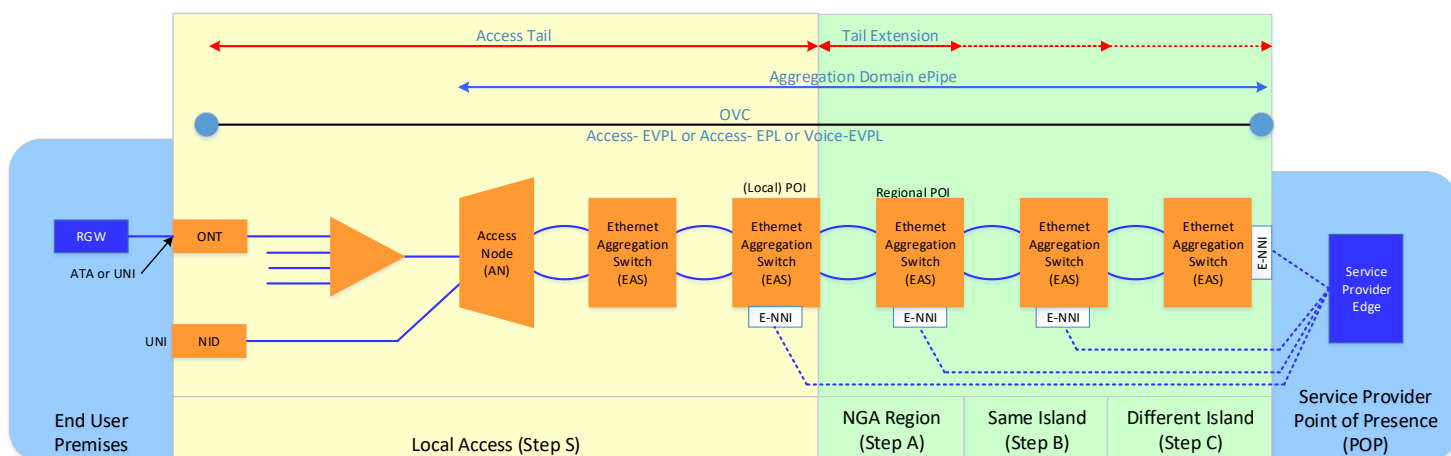 Access Tail
Tail Extension
Aggregation Domain ePipe
OVC
Access- EVPL or Access- EPL or Voice-EVPL
(Local) POI
Regional POI
RGW
ONT
ATA or UNI
Access
Node
(AN)
Ethernet
Aggregation
Switch
(EAS)
Ethernet
Aggregation
Switch
(EAS)
Ethernet
Aggregation
Switch
(EAS)
Ethernet
Aggregation
Switch
(EAS)
Ethernet
Aggregation
Switch
(EAS)
E-NNI
Service
Provider
Edge
E-NNI
E-NNI
E-NNI
UNI
NID
End User
Premises
Local Access (Step S)
NGA Region
(Step A)
Same Island
(Step B)
Different Island
(Step C)
Service Provider
Point of Presence
(POP)